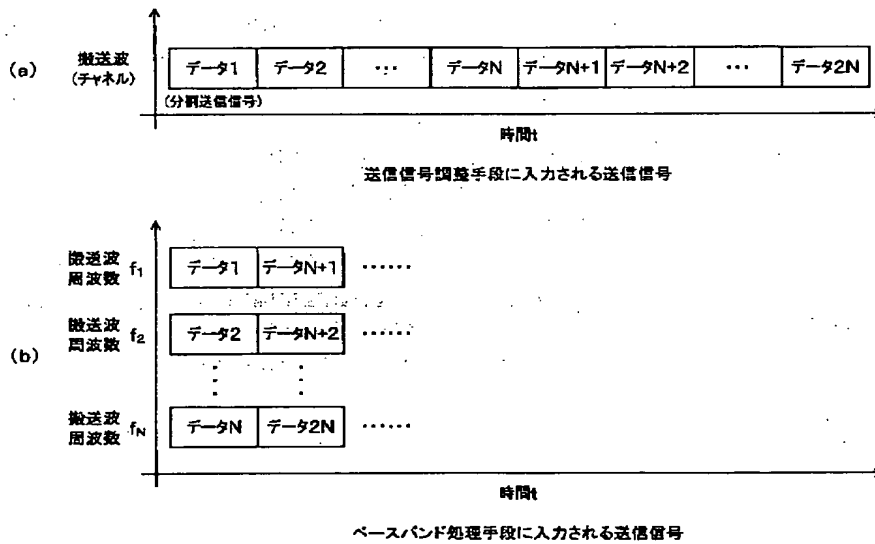 (a)
搬送波
(チャネル)
データ1 データ2 ・・・ データN データN+1 データN+2 ・・・ データ2N
(分割送信信号)
時間t
送信信号調整手段に入力される送信信号
(b)
搬送波
周波数 f₁ データ1 データN+1 ・・・・・・
搬送波
周波数 f₂ データ2 データN+2 ・・・・・・
搬送波
周波数 fN データN データ2N ・・・・・・
時間t
ベースバンド処理手段に入力される送信信号